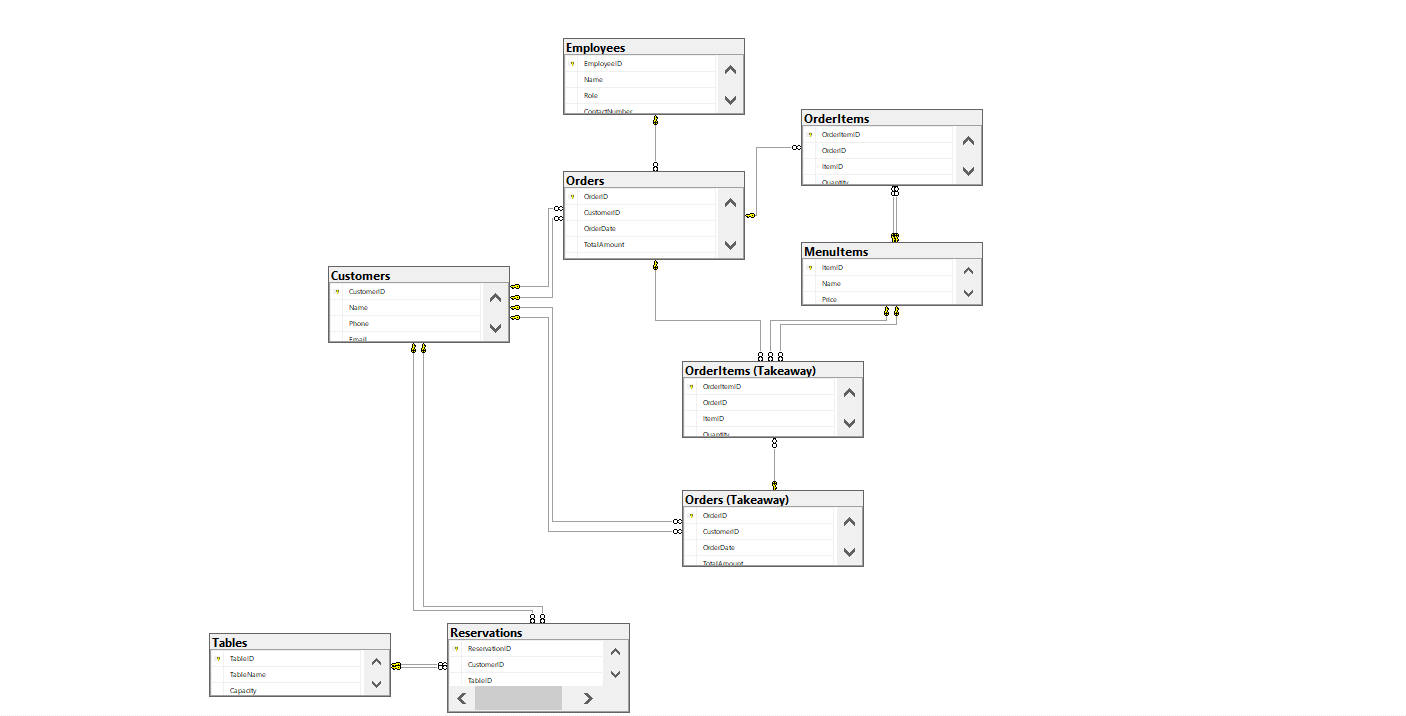 Employees
EmployeeID
Name
Role
ContactNumber
OrderItems
OrderItemID
OrderID
ItemID
Quantity
Orders
OrderID
CustomerID
OrderDate
TotalAmount
MenuItems
ItemID
Name
Price
Customers
CustomerID
Name
Phone
Email
OrderItems (Takeaway)
OrderItemID
OrderID
ItemID
Quantity
Orders (Takeaway)
OrderID
CustomerID
OrderDate
TotalAmount
Tables
TableID
TableName
Capacity
Reservations
ReservationID
CustomerID
TableID